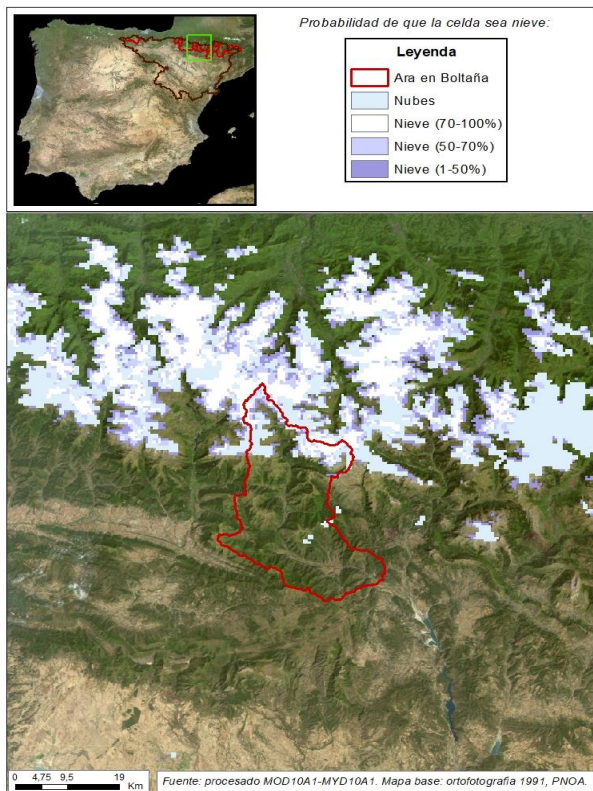 Probabilidad de que la celda sea nieve:
Leyenda
Ara en Boltaña
Nubes
Nieve (70-100%)
Nieve (50-70%)
Nieve (1-50%)
0 4,75 9,5 19
Km
Fuente: procesado MOD10A1-MYD10A1. Mapa base: ortofotografia 1991, PNOA.